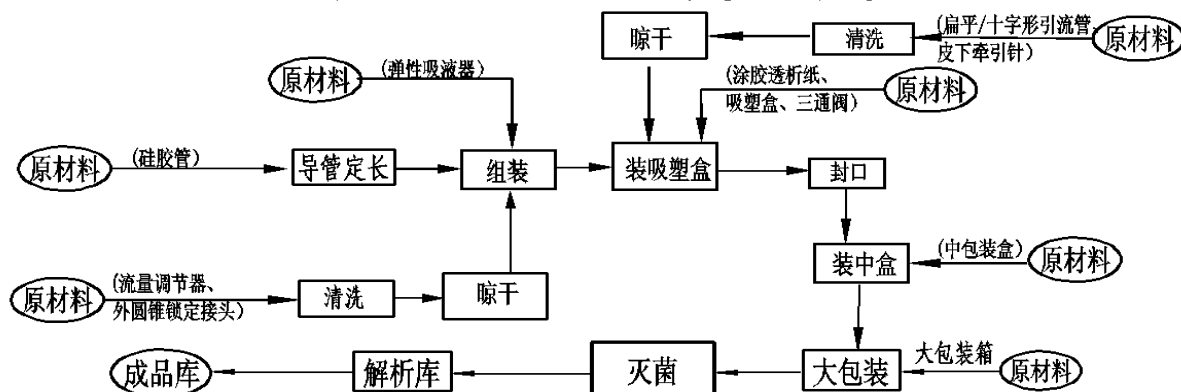 晾干
清洗
(扁平/十字形引流管、
皮下牵引针)
原材料
原材料
(弹性吸液器)
(涂胶透析纸、
吸塑盒、三通阀)
原材料
原材料
(硅胶管)
导管定长
组装
装吸塑盒
封口
装中盒
(中包装盒)
原材料
原材料
(流量调节器、
外圆锥锁定接头)
清洗
晾干
成品库
解析库
灭菌
大包装
大包装箱
原材料